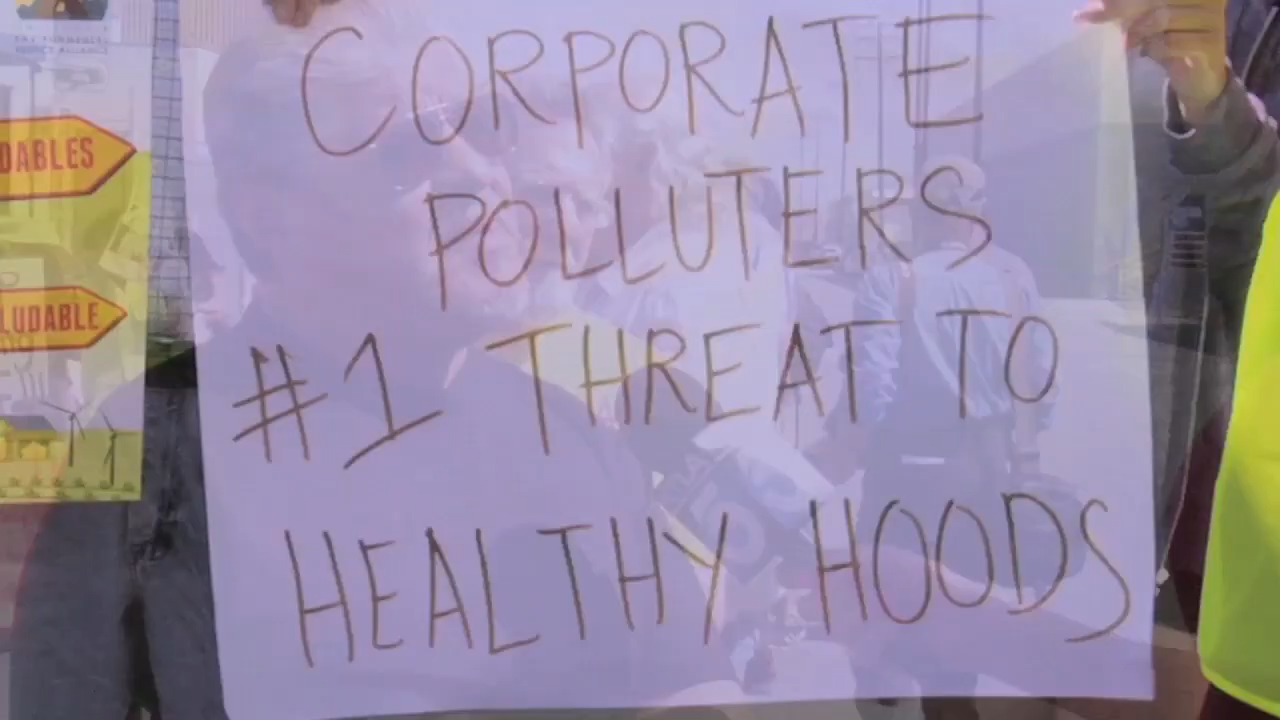 CORPORATE
POLLUTERS
#1 THREAT TO
HEALTHY HOODS
DABLES
LUDABLE